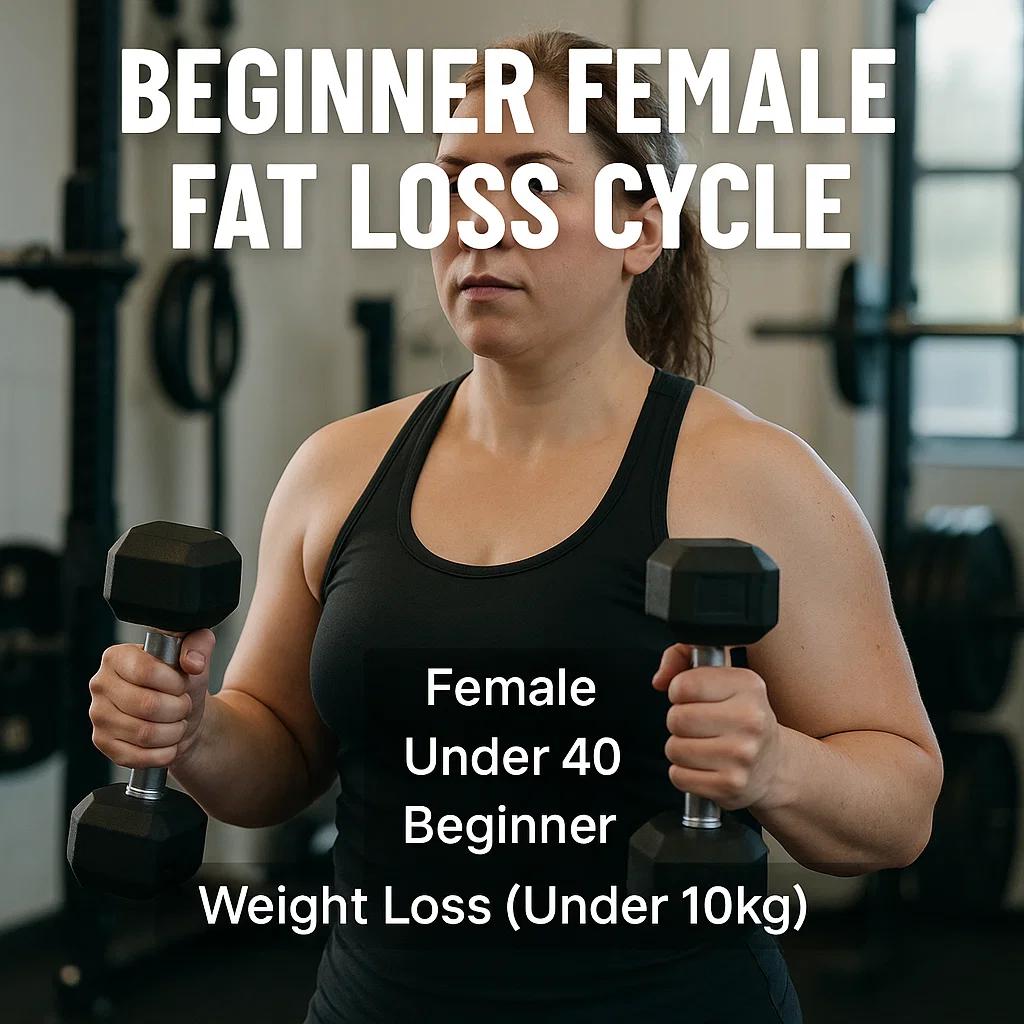 BEGINNER FEMALE
FAT LOSS CYCLE
Female
Under 40
Beginner
Weight Loss (Under 10kg)